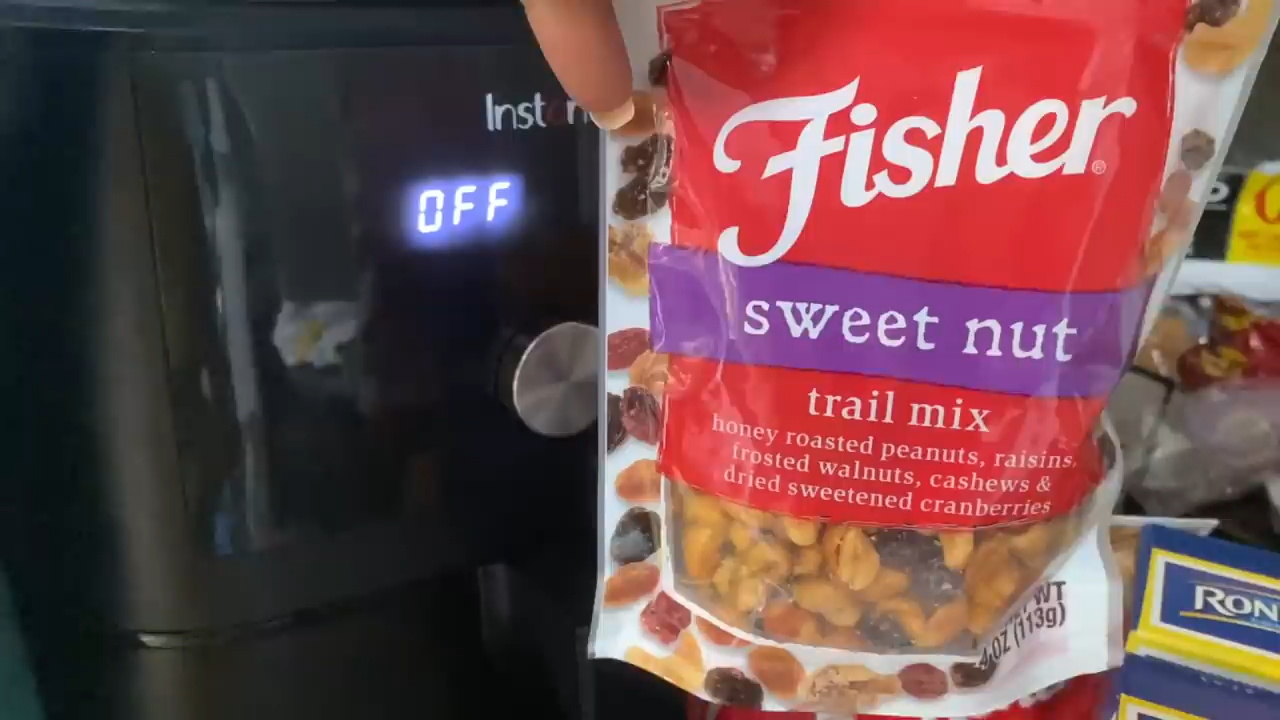 Instan
OFF
Fisher®
sweet nut
trail mix
honey roasted peanuts, raisins,
frosted walnuts, cashews &
dried sweetened cranberries
WT
4 OZ (113g)
RON